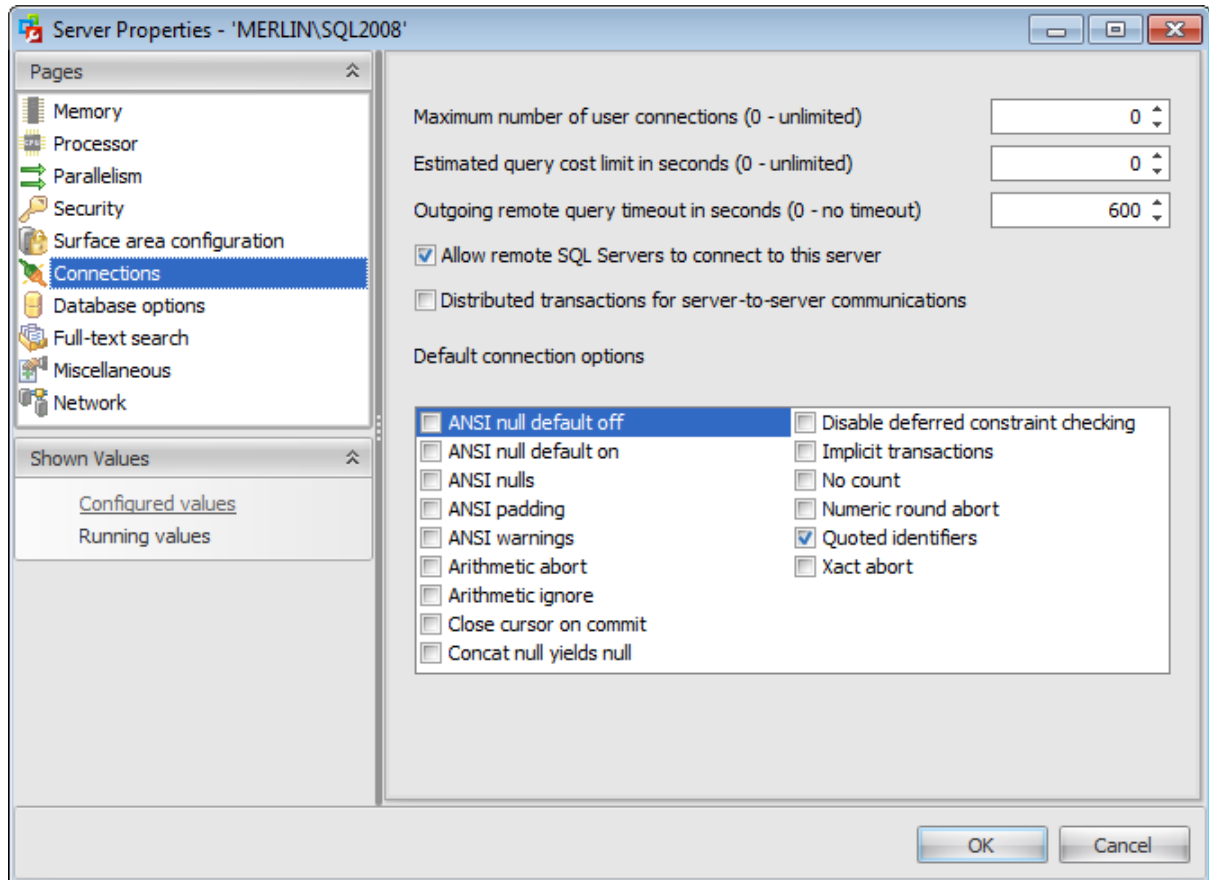 Server Properties - 'MERLIN\SQL2008'
Pages
Memory
Processor
Parallelism
Security
Surface area configuration
Connections
Database options
Full-text search
Miscellaneous
Network
Shown Values
Configured values
Running values
Maximum number of user connections (0 - unlimited) 0
Estimated query cost limit in seconds (0 - unlimited) 0
Outgoing remote query timeout in seconds (0 - no timeout) 600
Allow remote SQL Servers to connect to this server
Distributed transactions for server-to-server communications
Default connection options
ANSI null default off
ANSI null default on
ANSI nulls
ANSI padding
ANSI warnings
Arithmetic abort
Arithmetic ignore
Close cursor on commit
Concat null yields null
Disable deferred constraint checking
Implicit transactions
No count
Numeric round abort
Quoted identifiers
Xact abort
OK
Cancel